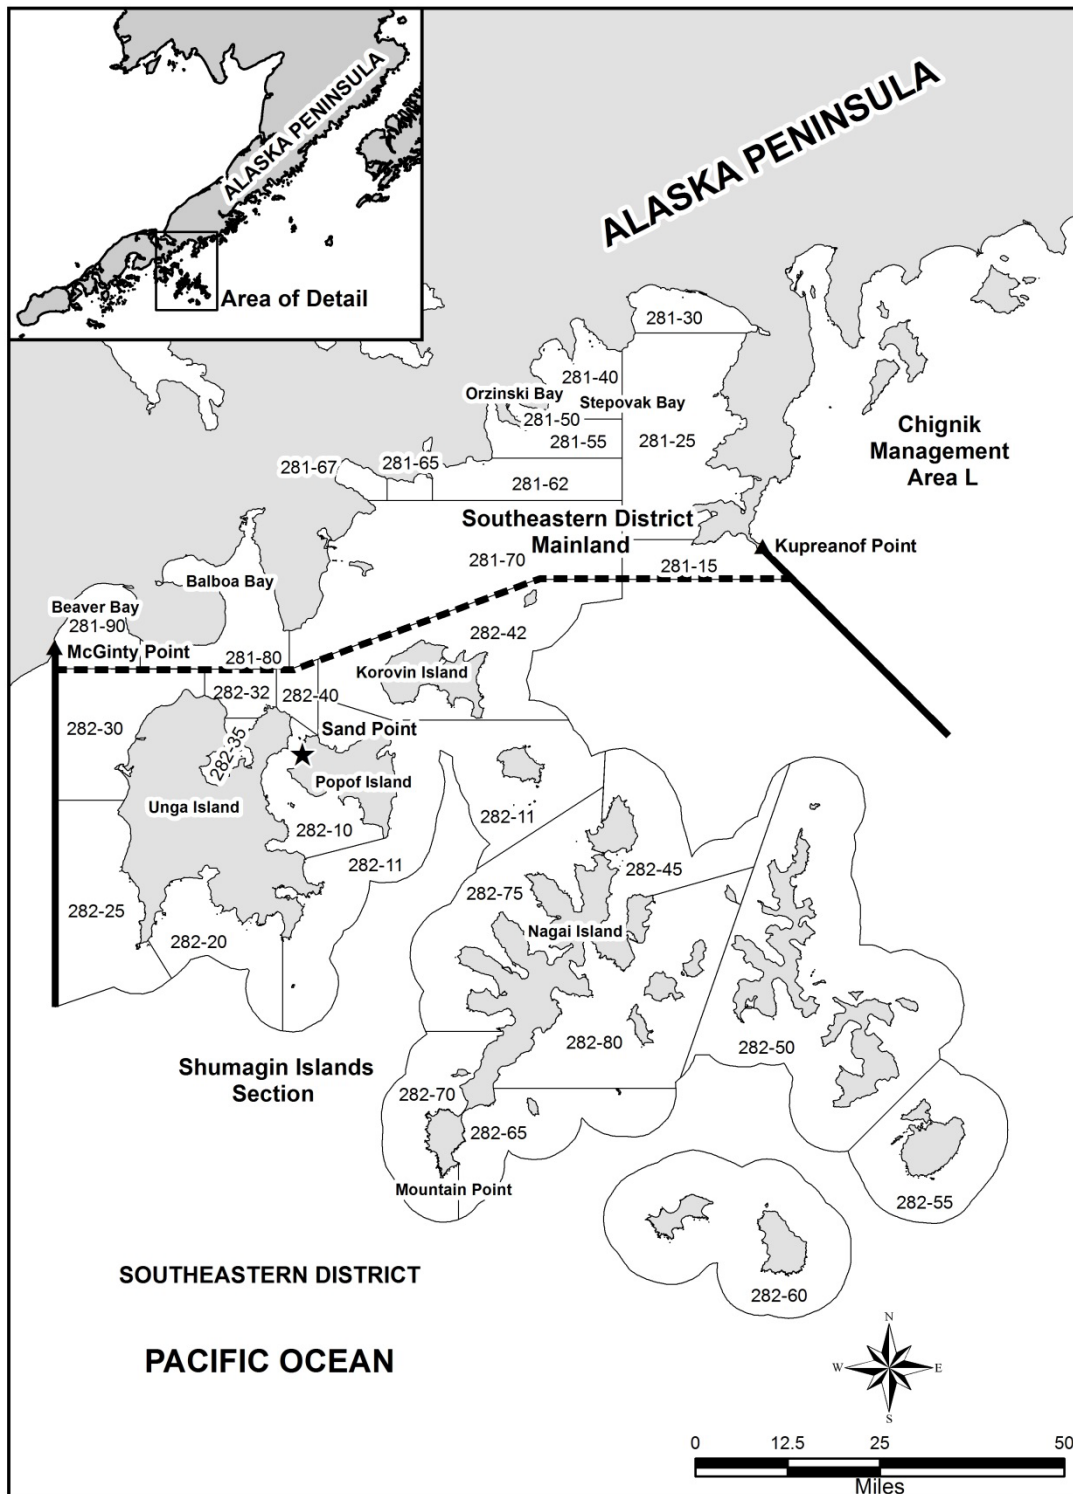 ALASKA PENINSULA
Area of Detail
ALASKA PENINSULA
281-30
281-40
Orzinski Bay
Stepovak Bay
281-50
281-55
281-25
Chignik
Management
Area L
281-67
281-65
281-62
Southeastern District
Mainland
Kupreanof Point
281-70
281-15
Balboa Bay
Beaver Bay
281-90
McGinty Point
281-80
282-42
Korovin Island
282-32
282-40
282-30
Sand Point
282-35
Popof Island
Unga Island
282-10
282-11
282-11
282-45
282-75
282-25
282-20
Nagai Island
282-80
282-50
Shumagin Islands
Section
282-70
282-65
Mountain Point
282-55
SOUTHEASTERN DISTRICT
282-60
PACIFIC OCEAN
N
W
E
S
0
12.5
25
50
Miles